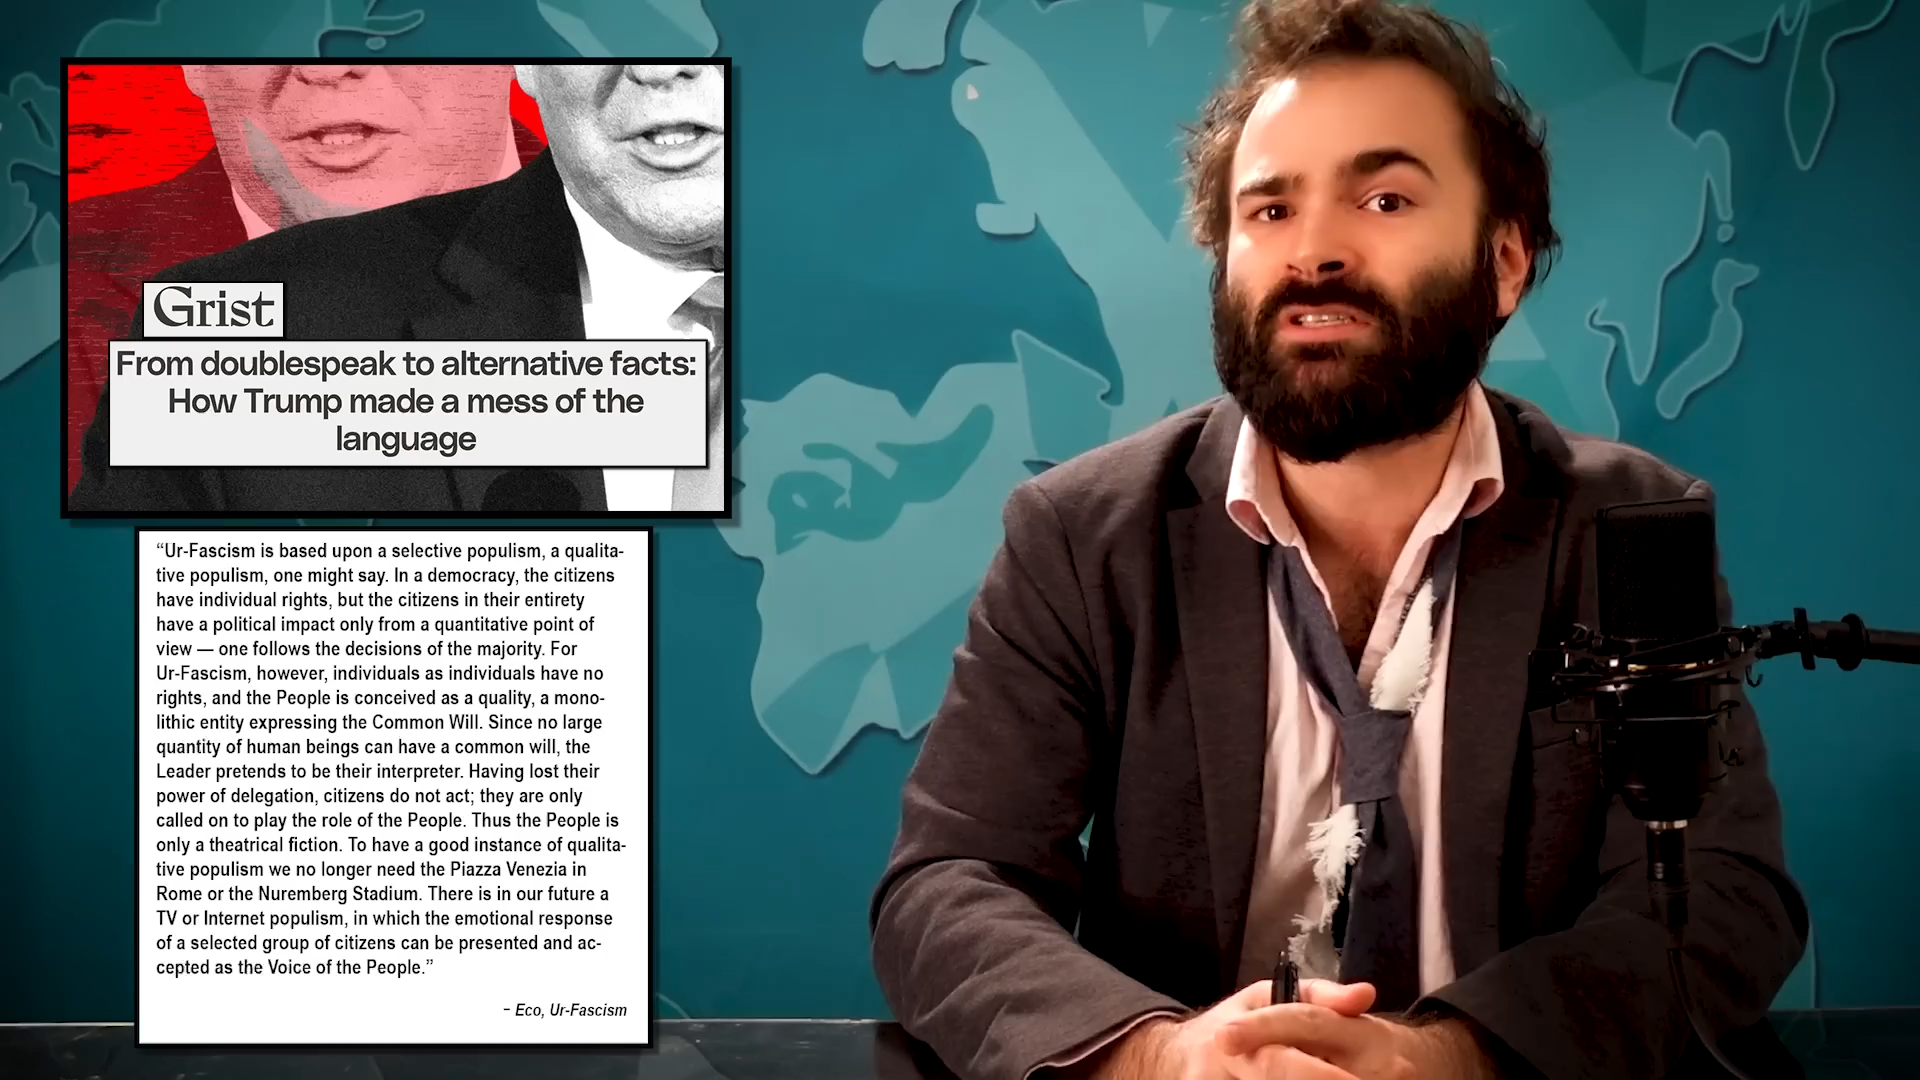 Grist
From doublespeak to alternative facts:
How Trump made a mess of the
language
“Ur-Fascism is based upon a selective populism, a qualita-
tive populism, one might say. In a democracy, the citizens
have individual rights, but the citizens in their entirety
have a political impact only from a quantitative point of
view — one follows the decisions of the majority. For
Ur-Fascism, however, individuals as individuals have no
rights, and the People is conceived as a quality, a mono-
lithic entity expressing the Common Will. Since no large
quantity of human beings can have a common will, the
Leader pretends to be their interpreter. Having lost their
power of delegation, citizens do not act; they are only
called on to play the role of the People. Thus the People is
only a theatrical fiction. To have a good instance of qualita-
tive populism we no longer need the Piazza Venezia in
Rome or the Nuremberg Stadium. There is in our future a
TV or Internet populism, in which the emotional response
of a selected group of citizens can be presented and ac-
cepted as the Voice of the People.”
– Eco, Ur-Fascism